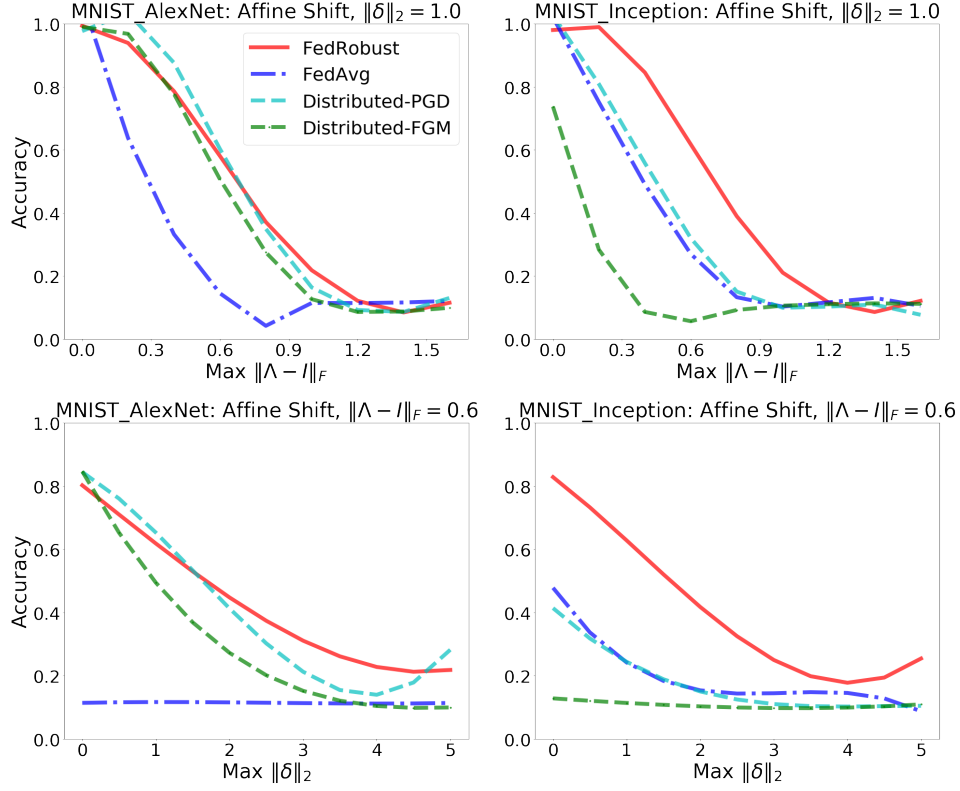 MNIST_AlexNet: Affine Shift, ‖δ‖₂ = 1.0
Accuracy
1.0
0.8
0.6
0.4
0.2
0.0
FedRobust
FedAvg
Distributed-PGD
Distributed-FGM
0.0 0.3 0.6 0.9 1.2 1.5
Max ‖Λ − I‖F
MNIST_Inception: Affine Shift, ‖δ‖₂ = 1.0
1.0
0.8
0.6
0.4
0.2
0.0
0.0 0.3 0.6 0.9 1.2 1.5
Max ‖Λ − I‖F
MNIST_AlexNet: Affine Shift, ‖Λ − I‖F = 0.6
Accuracy
1.0
0.8
0.6
0.4
0.2
0.0
0 1 2 3 4 5
Max ‖δ‖₂
MNIST_Inception: Affine Shift, ‖Λ − I‖F = 0.6
1.0
0.8
0.6
0.4
0.2
0.0
0 1 2 3 4 5
Max ‖δ‖₂